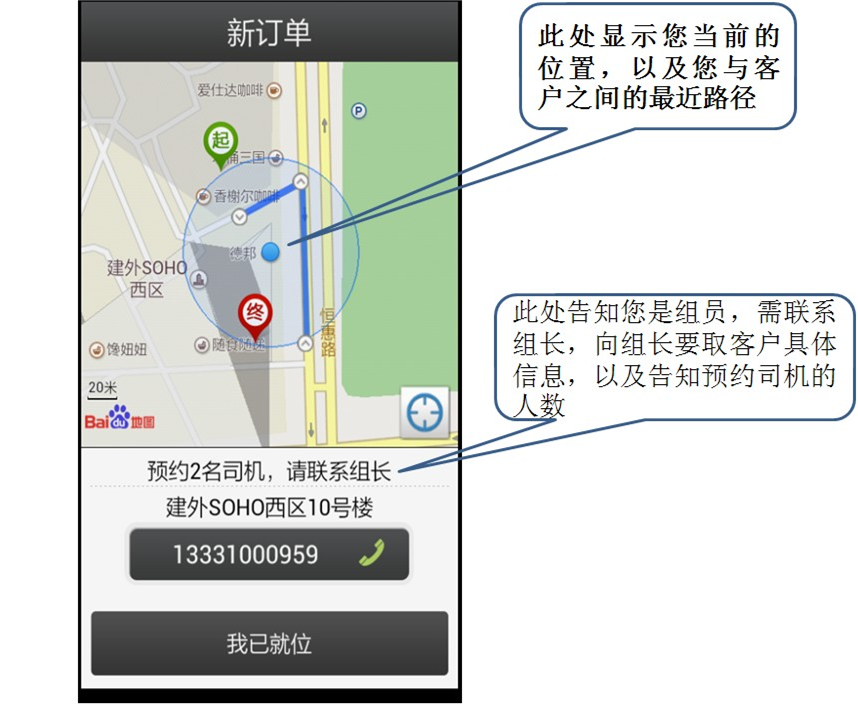 新订单
此处显示您当前的
位置，以及您与客
户之间的最近路径
爱仕达咖啡
P
起
三国
香榭尔咖啡
德邦
建外SOHO
西区
终
恒惠路
馋妞妞
随食随遇
20米
Bai du 地图
此处告知您是组员，需联系
组长，向组长要取客户具体
信息，以及告知预约司机的
人数
预约2名司机，请联系组长
建外SOHO西区10号楼
13331000959
我已就位